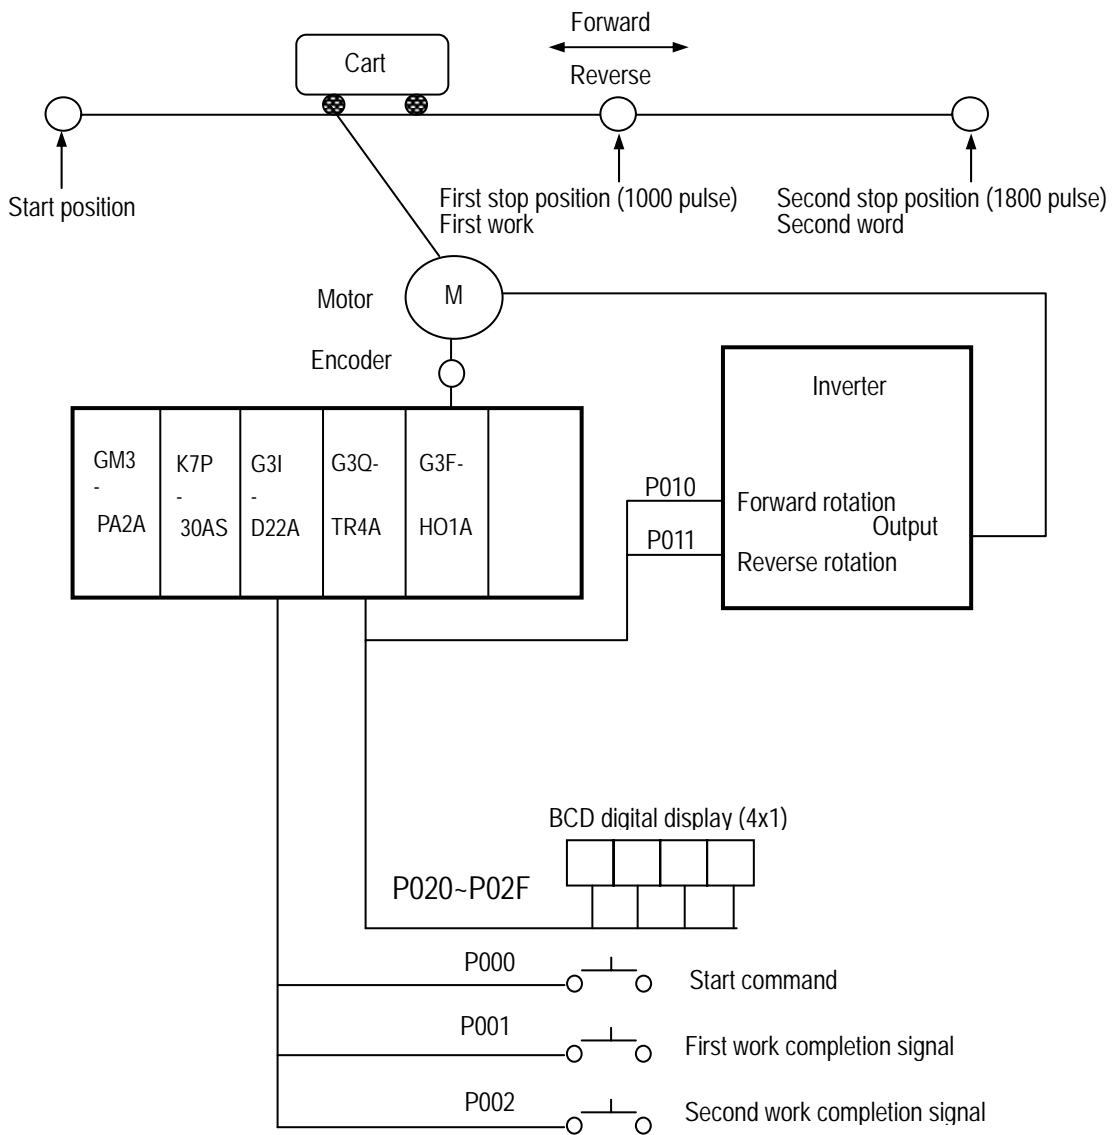 Forward
Cart
Reverse
Start position
First stop position (1000 pulse)
First work
Second stop position (1800 pulse)
Second word
Motor
M
Encoder
Inverter
GM3
-
PA2A
K7P
-
30AS
G3I
-
D22A
G3Q-
TR4A
G3F-
HO1A
P010
Forward rotation
Output
P011
Reverse rotation
BCD digital display (4x1)
P020~P02F
P000
Start command
P001
First work completion signal
P002
Second work completion signal